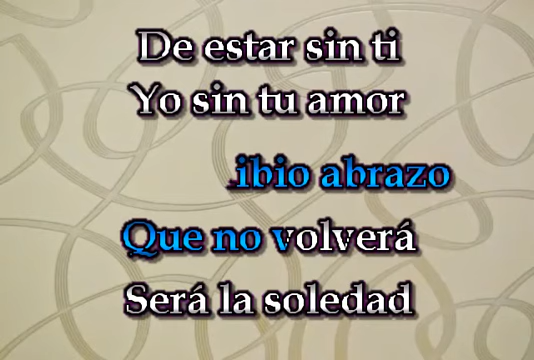 De estar sin ti
Yo sin tu amor
ibio abrazo
Que no volverá
Será la soledad